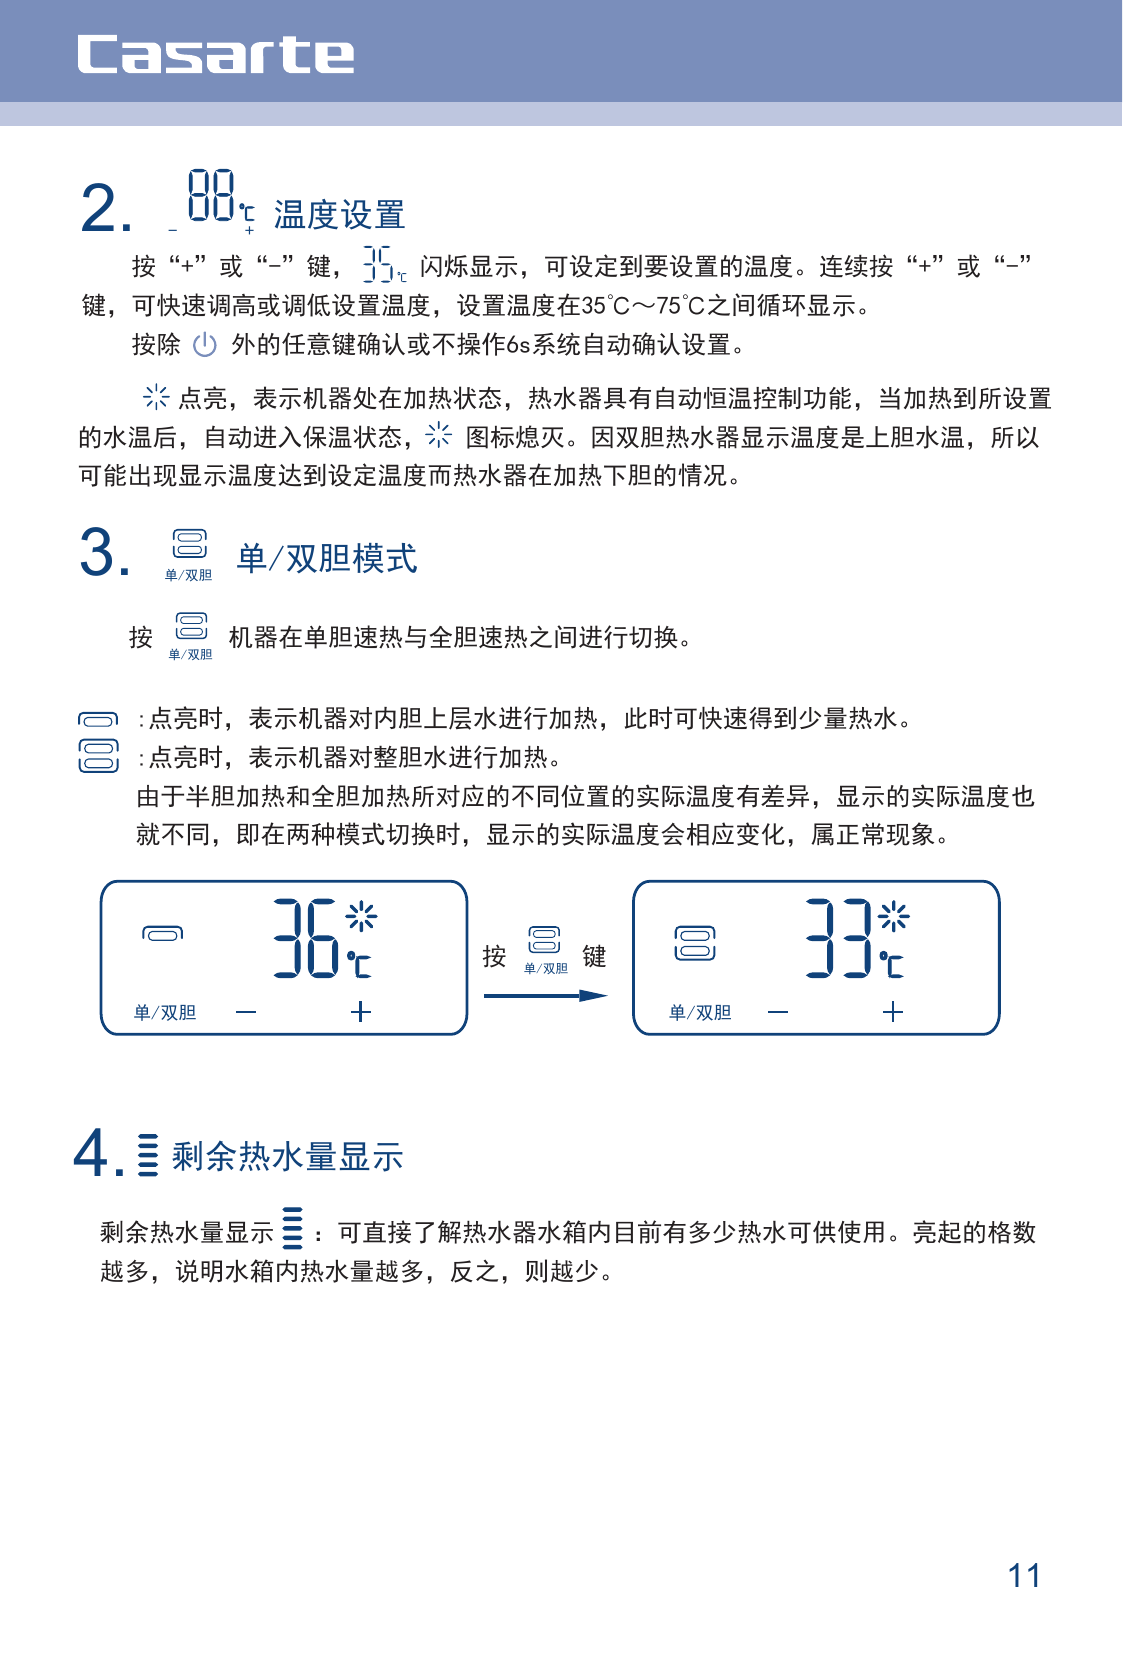 Casarte
2. 88℃ 温度设置
- +
按“+”或“-”键， 35℃ 闪烁显示，可设定到要设置的温度。连续按“+”或“-”
键，可快速调高或调低设置温度，设置温度在35℃～75℃之间循环显示。
按除 外的任意键确认或不操作6s系统自动确认设置。
点亮，表示机器处在加热状态，热水器具有自动恒温控制功能，当加热到所设置
的水温后，自动进入保温状态， 图标熄灭。因双胆热水器显示温度是上胆水温，所以
可能出现显示温度达到设定温度而热水器在加热下胆的情况。
3. 单/双胆 单/双胆模式
按 单/双胆 机器在单胆速热与全胆速热之间进行切换。
:点亮时，表示机器对内胆上层水进行加热，此时可快速得到少量热水。
:点亮时，表示机器对整胆水进行加热。
由于半胆加热和全胆加热所对应的不同位置的实际温度有差异，显示的实际温度也
就不同，即在两种模式切换时，显示的实际温度会相应变化，属正常现象。
36℃
单/双胆 — +
按 单/双胆 键
33℃
单/双胆 — +
4. 剩余热水量显示
剩余热水量显示 ：可直接了解热水器水箱内目前有多少热水可供使用。亮起的格数
越多，说明水箱内热水量越多，反之，则越少。
11